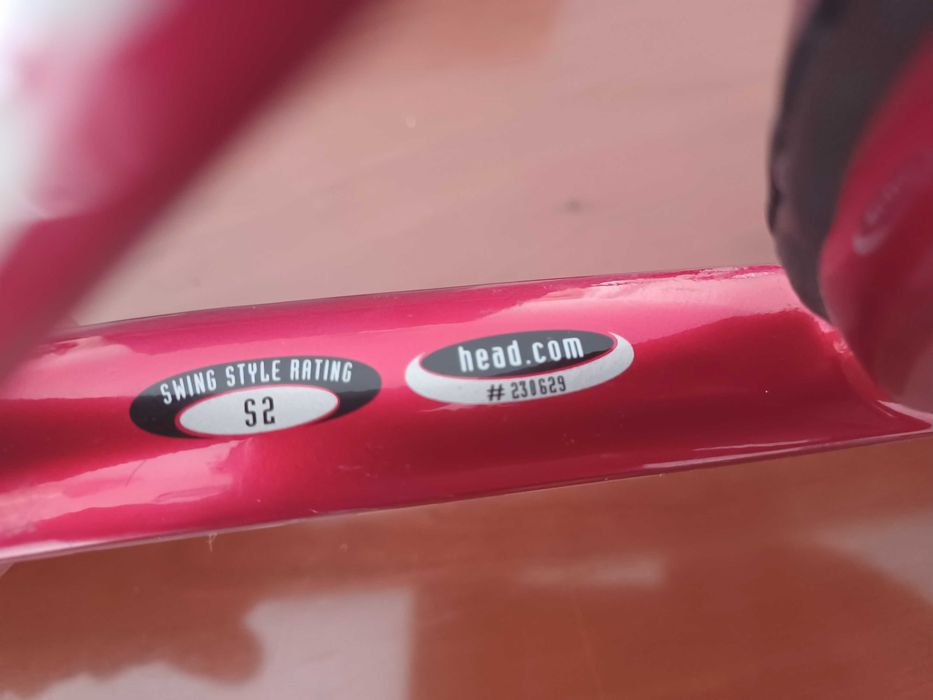 SWING STYLE RATING
S2
head.com
# 230629